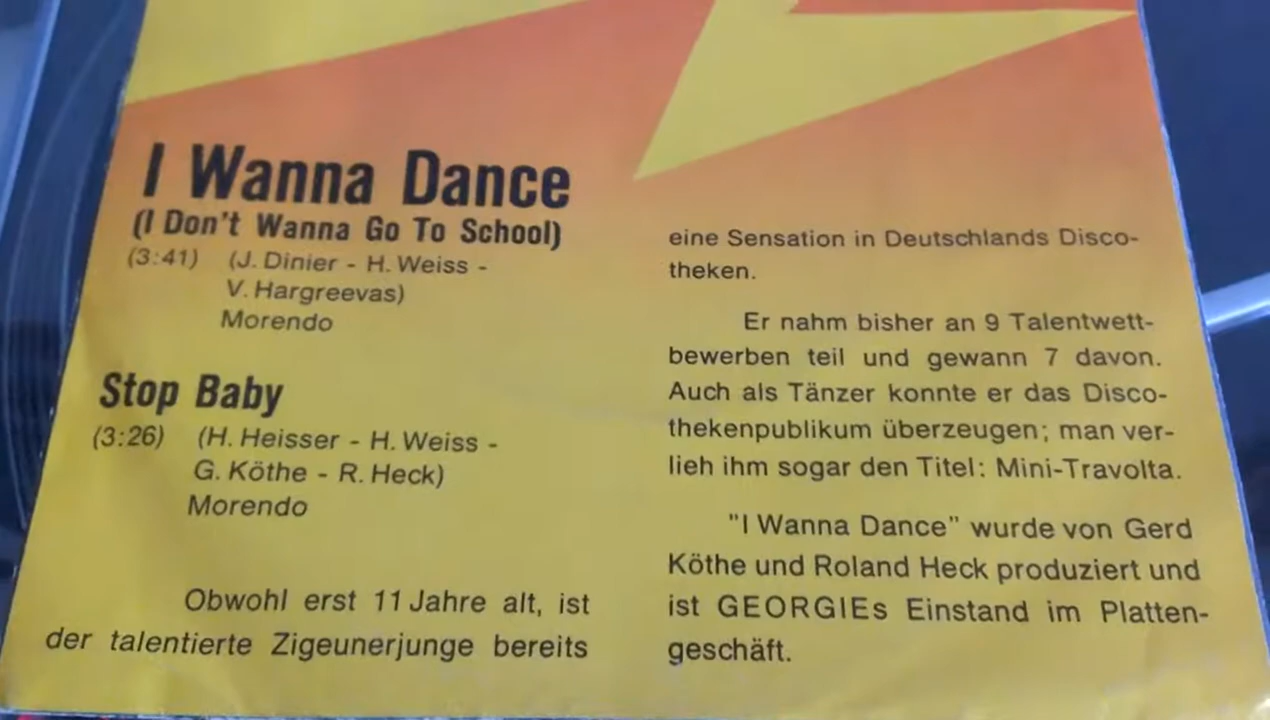 I Wanna Dance
(I Don't Wanna Go To School)
(3:41) (J. Dinier - H. Weiss -
V. Hargreevas)
Morendo
Stop Baby
(3:26) (H. Heisser - H. Weiss -
G. Köthe - R. Heck)
Morendo
Obwohl erst 11 Jahre alt, ist
der talentierte Zigeunerjunge bereits
eine Sensation in Deutschlands Disco-
theken.
Er nahm bisher an 9 Talentwett-
bewerben teil und gewann 7 davon.
Auch als Tänzer konnte er das Disco-
thekenpublikum überzeugen; man ver-
lieh ihm sogar den Titel: Mini-Travolta.
"I Wanna Dance" wurde von Gerd
Köthe und Roland Heck produziert und
ist GEORGIEs Einstand im Platten-
geschäft.